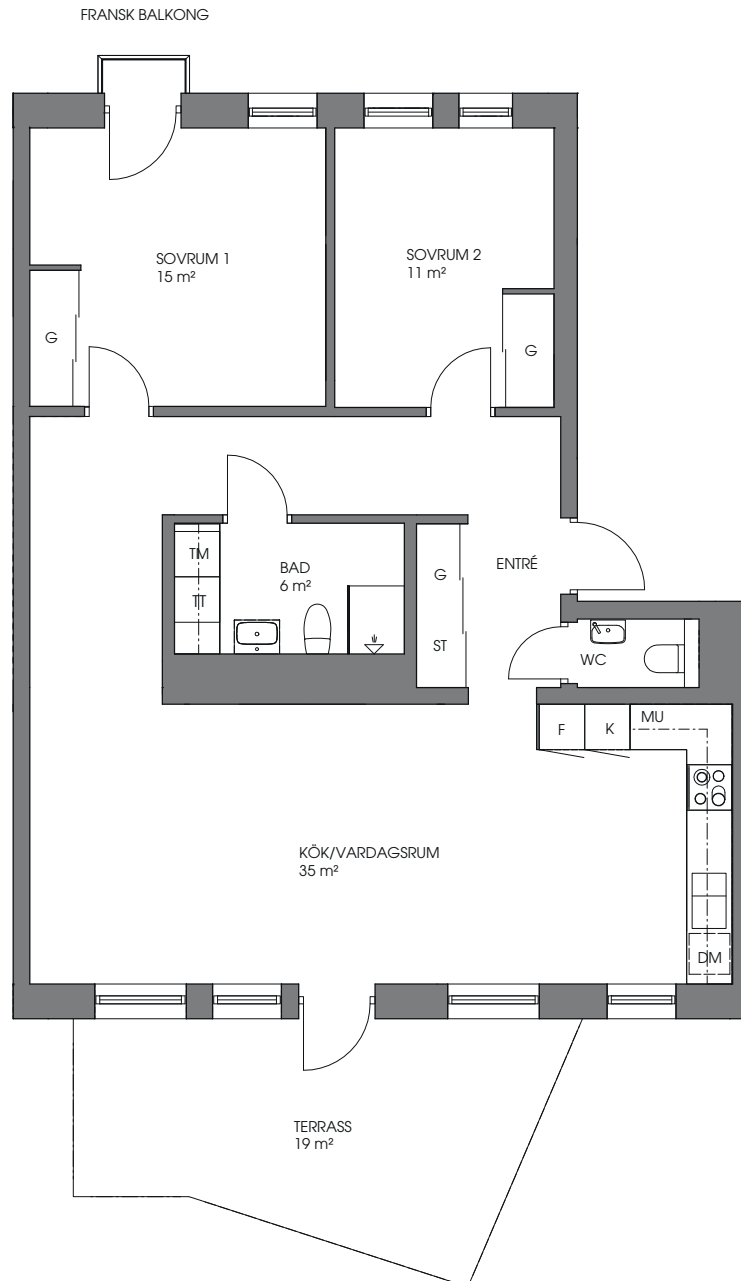 FRANSK BALKONG
SOVRUM 1
15 m²
SOVRUM 2
11 m²
G
G
TM
TT
BAD
6 m²
G
ST
ENTRÉ
WC
F
K
MU
KÖK/VARDAGSRUM
35 m²
DM
TERRASS
19 m²